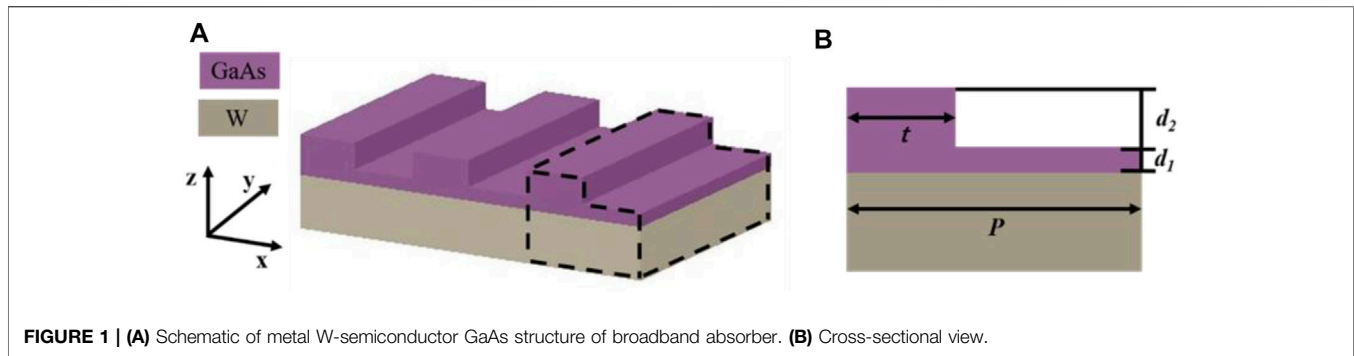 A
GaAs
W
z
y
x
B
t
d2
d1
P
FIGURE 1 | (A) Schematic of metal W-semiconductor GaAs structure of broadband absorber. (B) Cross-sectional view.